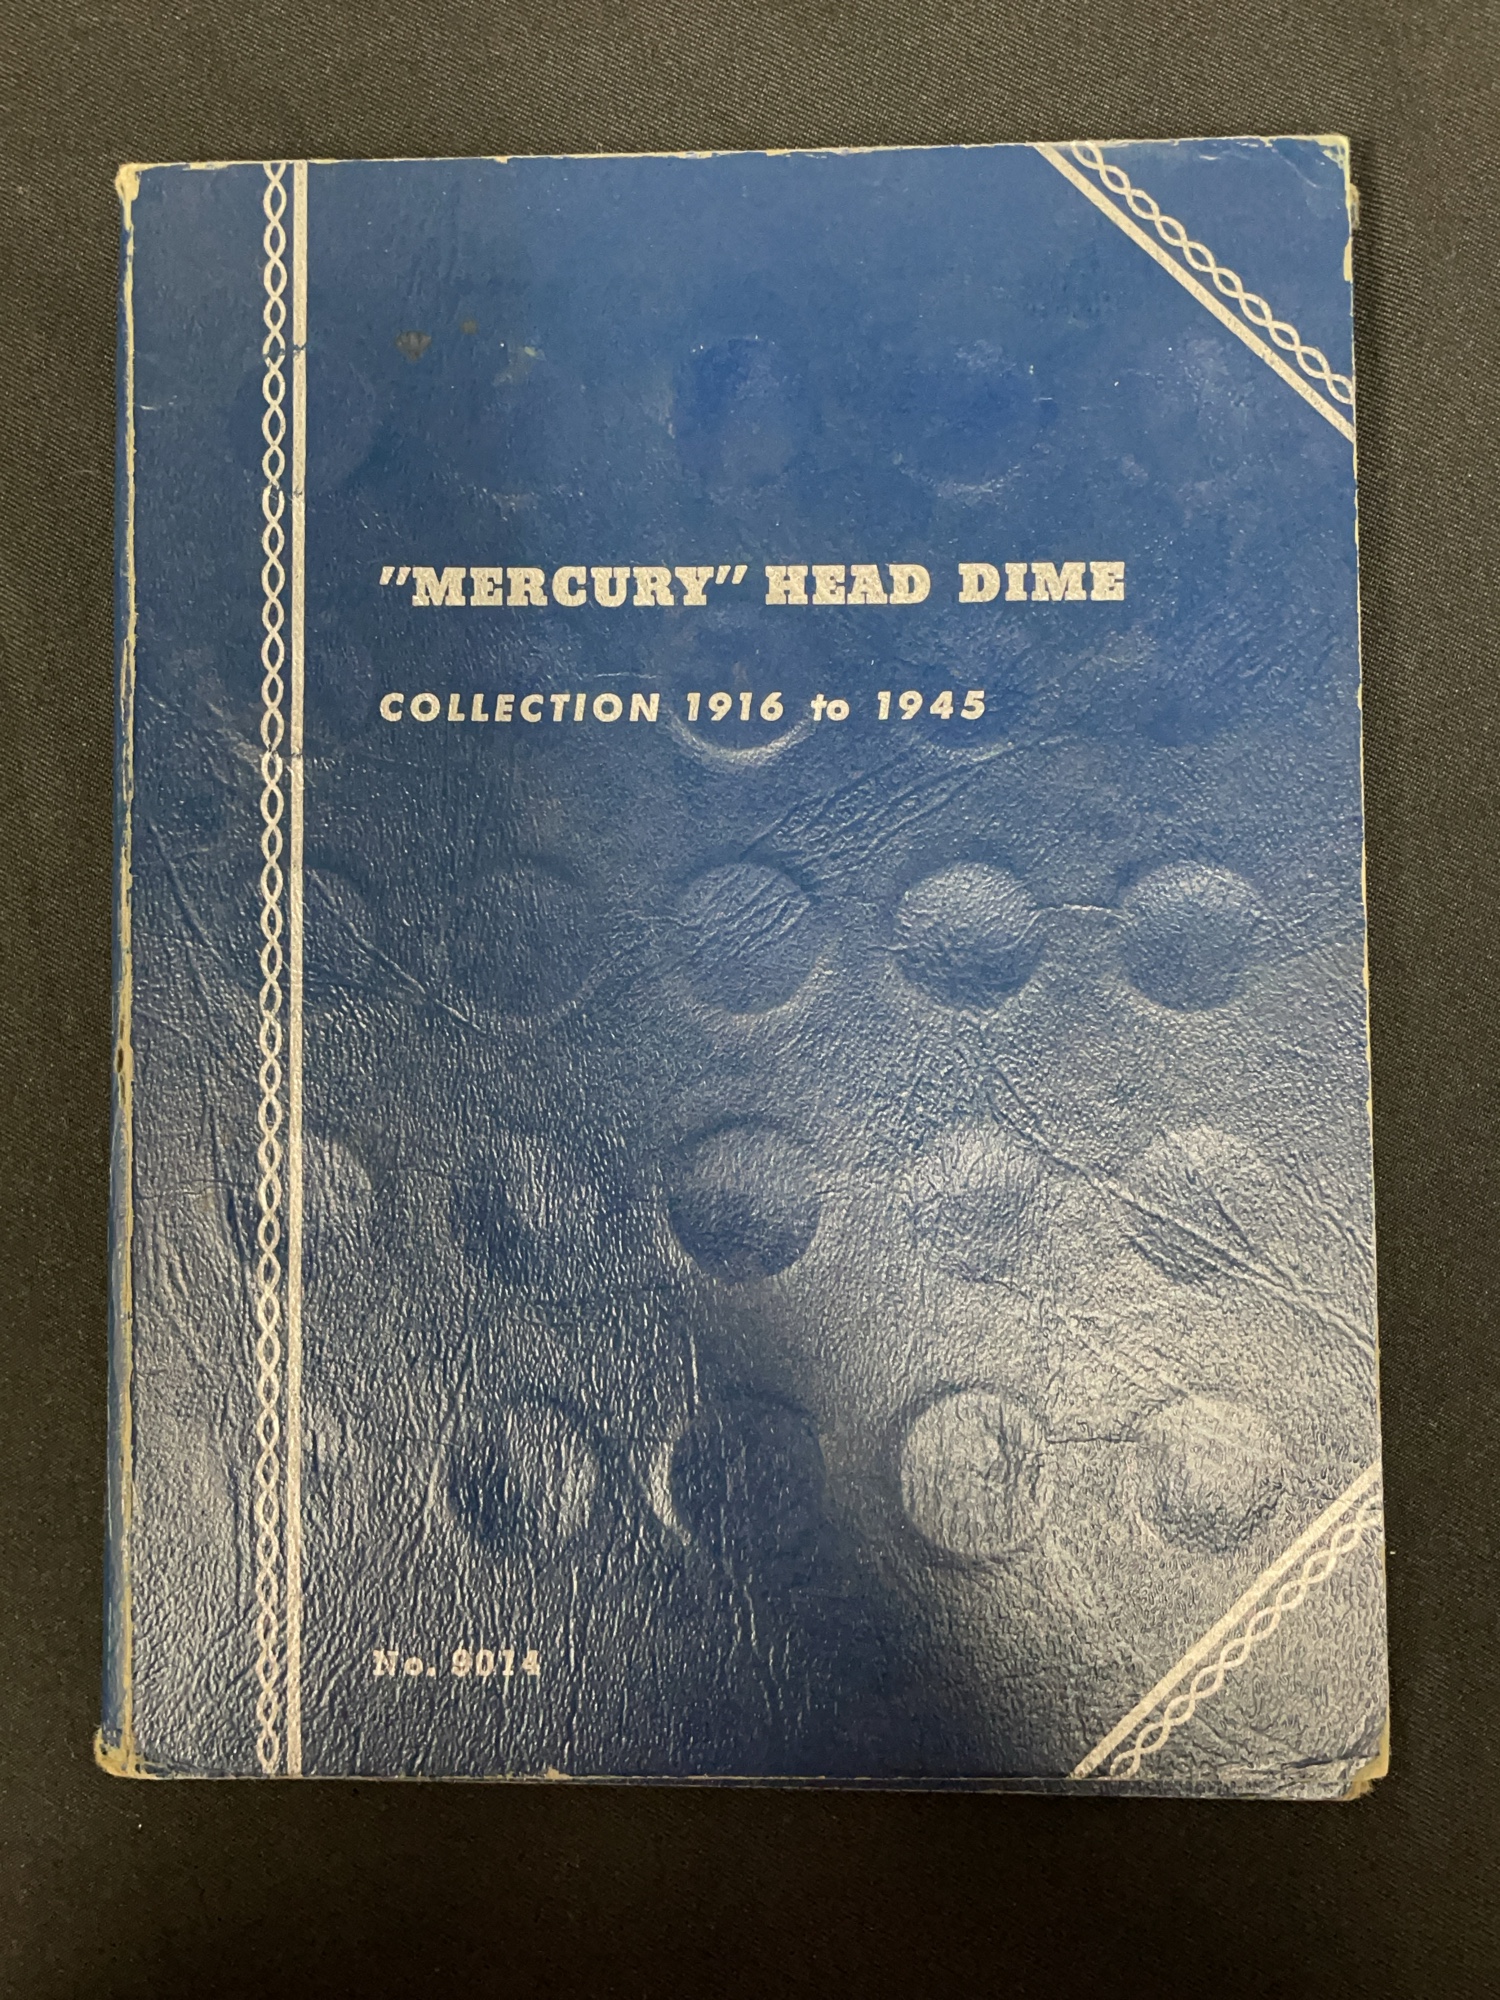 "MERCURY" HEAD DIME
COLLECTION 1916 to 1945
No. 9014